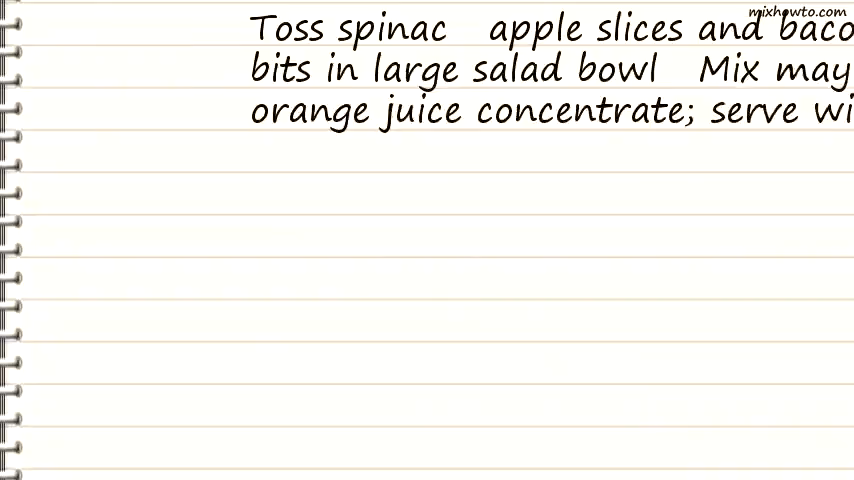 mixhowto.com
Toss spinac apple slices and baco
bits in large salad bowl Mix may
orange juice concentrate; serve wi